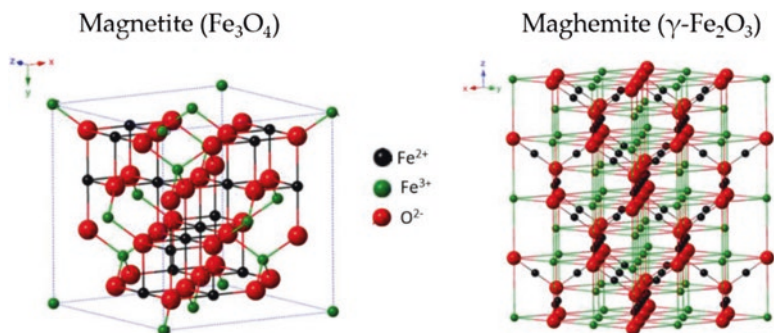 Magnetite (Fe₃O₄)
Maghemite (γ-Fe₂O₃)
z x
y
z
x y
Fe²⁺
Fe³⁺
O²⁻